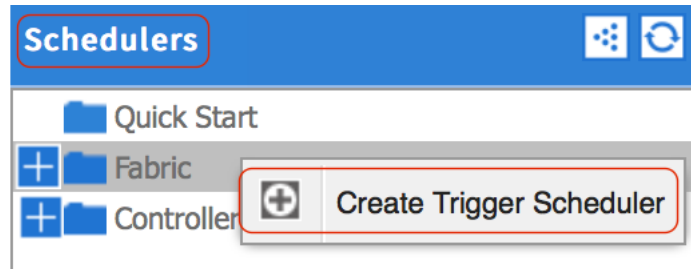 Schedulers
Quick Start
Fabric
Create Trigger Scheduler
Controller